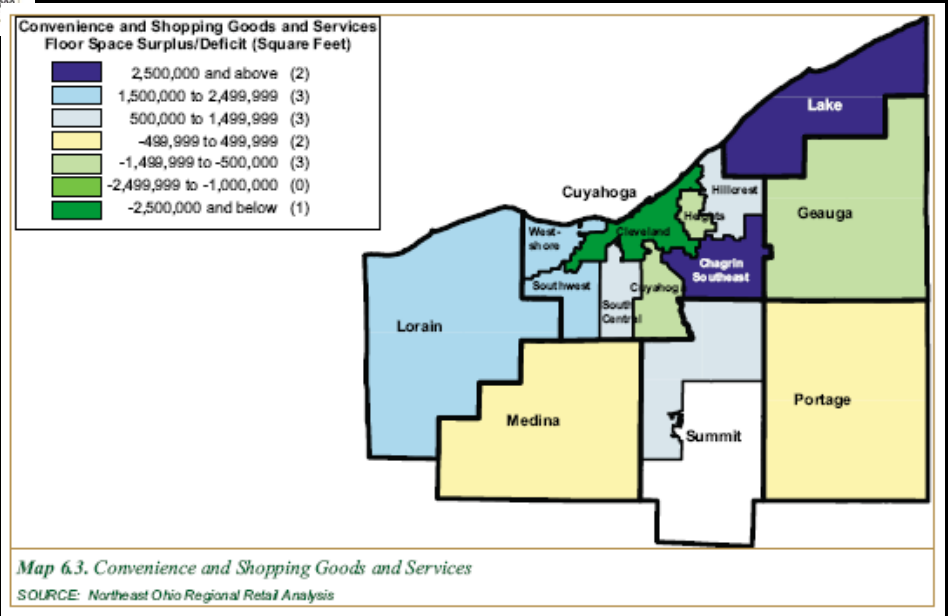 Convenience and Shopping Goods and Services
Floor Space Surplus/Deficit (Square Feet)
2,500,000 and above (2)
1,500,000 to 2,499,999 (3)
500,000 to 1,499,999 (3)
-499,999 to 499,999 (2)
-1,499,999 to -500,000 (3)
-2,499,999 to -1,000,000 (0)
-2,500,000 and below (1)
Lake
Cuyahoga
Hillcrest
Heights
Geauga
West-
shore
Cleveland
Chagrin
Southeast
Southwest
Cuyahog
South
Central
Lorain
Portage
Medina
Summit
Map 6.3. Convenience and Shopping Goods and Services
SOURCE: Northeast Ohio Regional Retail Analysis